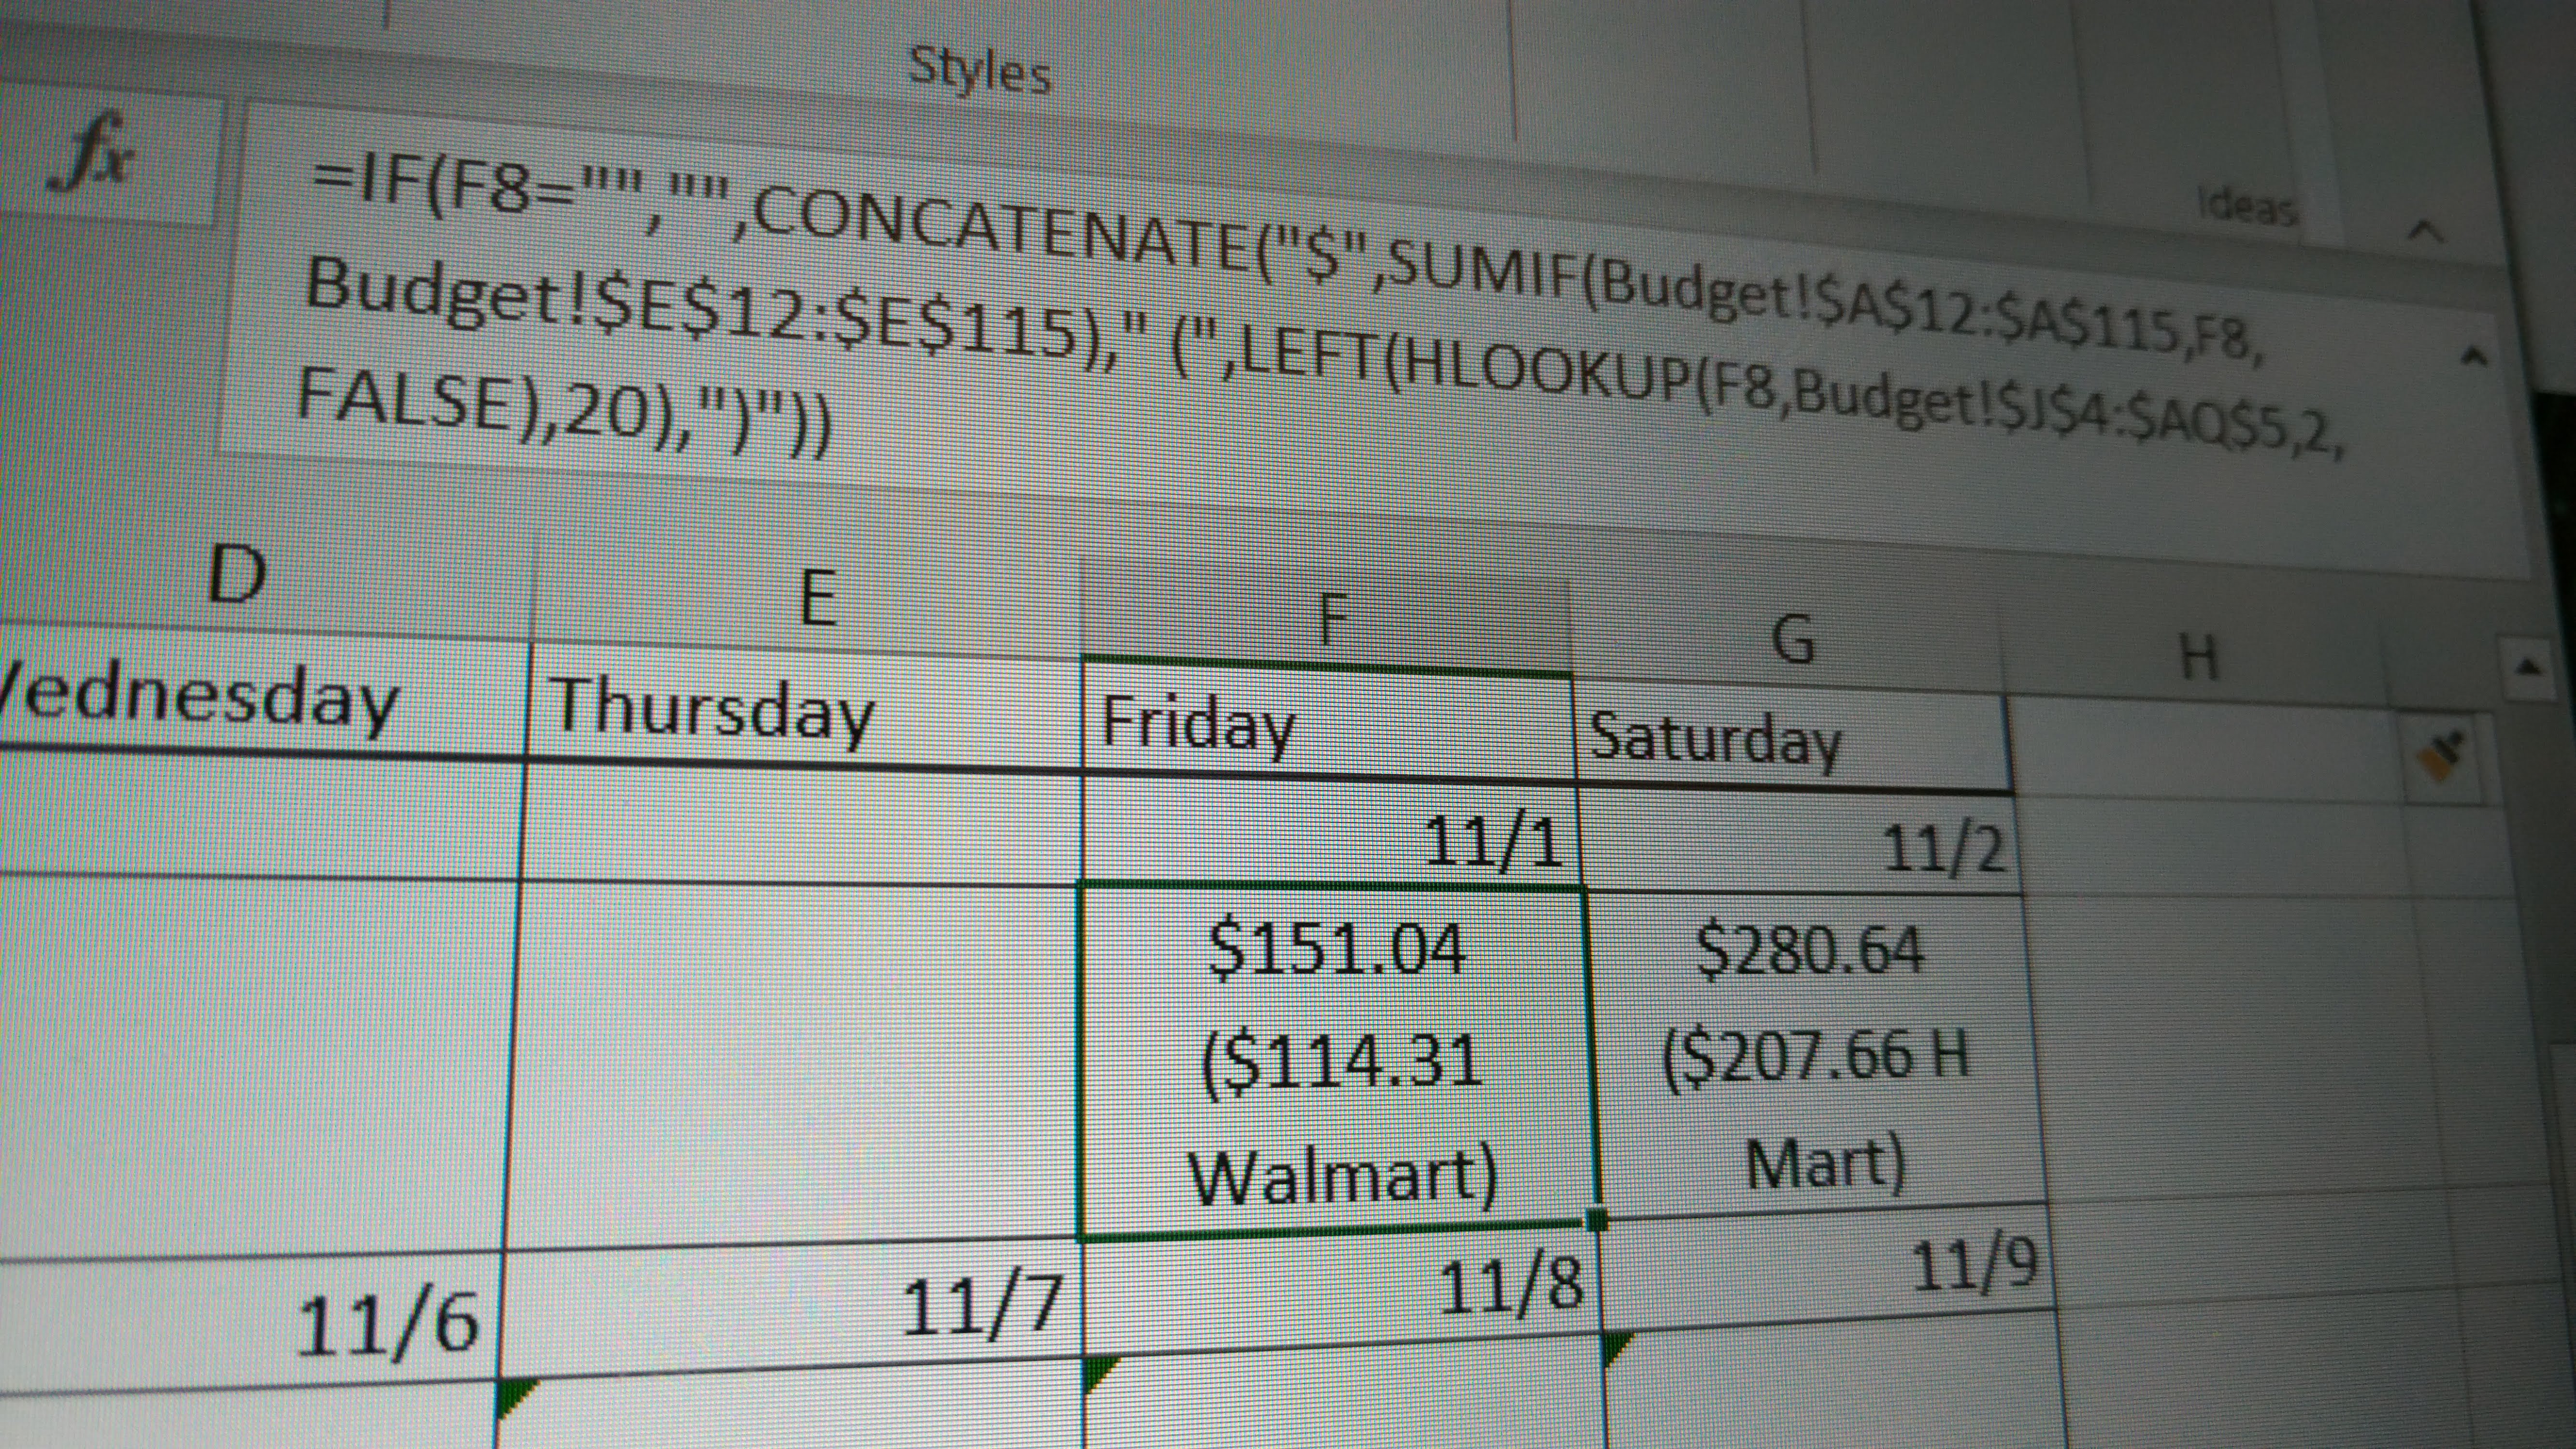 Styles
Ideas
fx
=IF(F8="","",CONCATENATE("$",SUMIF(Budget!$A$12:$A$115,F8,
Budget!$E$12:$E$115)," (",LEFT(HLOOKUP(F8,Budget!$J$4:$AQ$5,2,
FALSE),20),")"))
D E F G H
ednesday Thursday Friday Saturday
11/1 11/2
$151.04 $280.64
($114.31 ($207.66 H
Walmart) Mart)
11/6 11/7 11/8 11/9